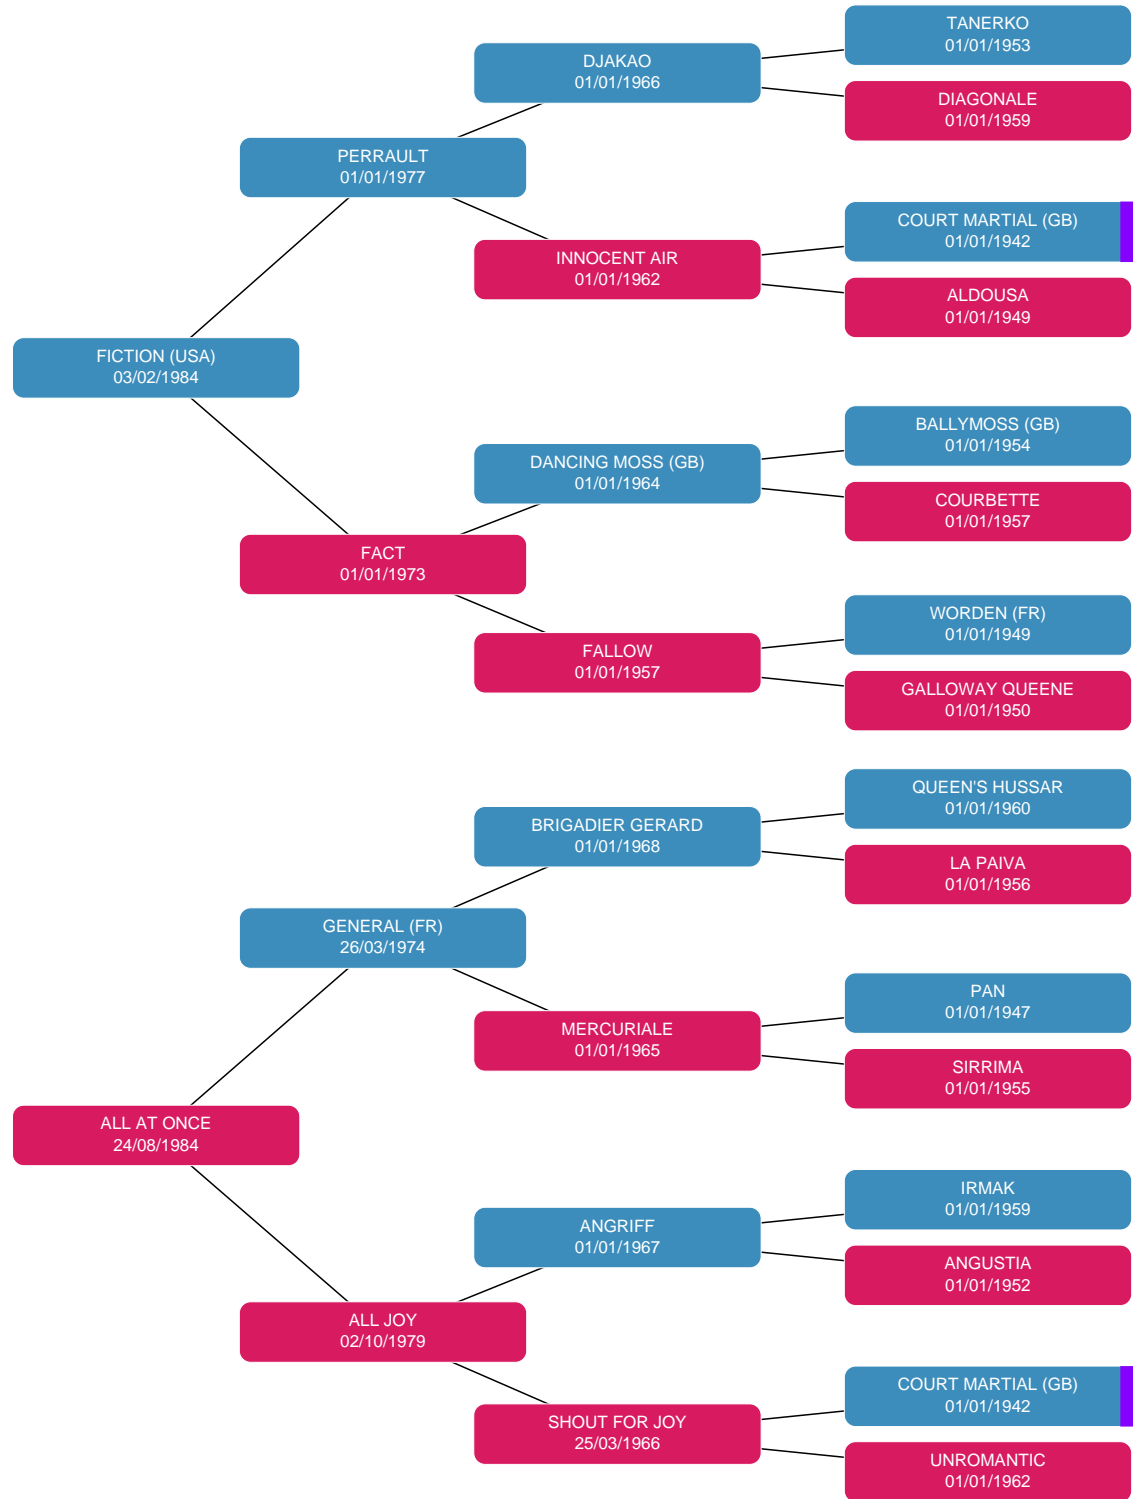 TANERKO
01/01/1953
DJAKAO
01/01/1966
DIAGONALE
01/01/1959
PERRAULT
01/01/1977
COURT MARTIAL (GB)
01/01/1942
INNOCENT AIR
01/01/1962
ALDOUSA
01/01/1949
FICTION (USA)
03/02/1984
BALLYMOSS (GB)
01/01/1954
DANCING MOSS (GB)
01/01/1964
COURBETTE
01/01/1957
FACT
01/01/1973
WORDEN (FR)
01/01/1949
FALLOW
01/01/1957
GALLOWAY QUEENE
01/01/1950
QUEEN'S HUSSAR
01/01/1960
BRIGADIER GERARD
01/01/1968
LA PAIVA
01/01/1956
GENERAL (FR)
26/03/1974
PAN
01/01/1947
MERCURIALE
01/01/1965
SIRRIMA
01/01/1955
ALL AT ONCE
24/08/1984
IRMAK
01/01/1959
ANGRIFF
01/01/1967
ANGUSTIA
01/01/1952
ALL JOY
02/10/1979
COURT MARTIAL (GB)
01/01/1942
SHOUT FOR JOY
25/03/1966
UNROMANTIC
01/01/1962